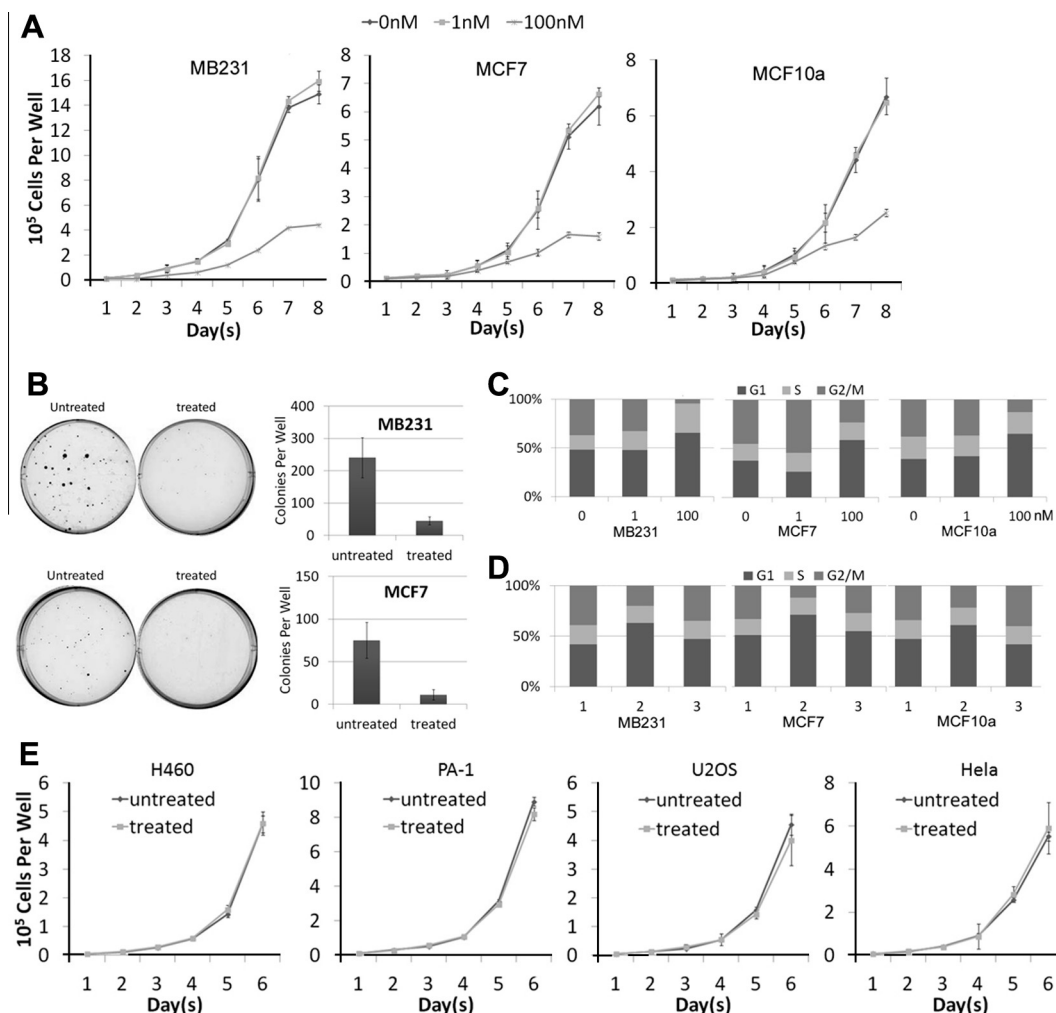 A
0nM 1nM 100nM
MB231
MCF7
MCF10a
10⁵ Cells Per Well
18
16
14
12
10
8
6
4
2
0
1 2 3 4 5 6 7 8
Day(s)
8
7
6
5
4
3
2
1
0
1 2 3 4 5 6 7 8
Day(s)
8
6
4
2
0
1 2 3 4 5 6 7 8
Day(s)
B
Untreated treated
Colonies Per Well
400
300
200
100
0
MB231
untreated treated
Untreated treated
Colonies Per Well
150
100
50
0
MCF7
untreated treated
C
G1 S G2/M
100%
50%
0%
0 1 100 0 1 100 0 1 100 nM
MB231 MCF7 MCF10a
D
G1 S G2/M
100%
50%
0%
1 2 3 1 2 3 1 2 3
MB231 MCF7 MCF10a
E
10⁵ Cells Per Well
H460
untreated
treated
6
5
4
3
2
1
0
1 2 3 4 5 6
Day(s)
PA-1
untreated
treated
10
8
6
4
2
0
1 2 3 4 5 6
Day(s)
U2OS
untreated
treated
6
5
4
3
2
1
0
1 2 3 4 5 6
Day(s)
Hela
untreated
treated
8
6
4
2
0
1 2 3 4 5 6
Day(s)